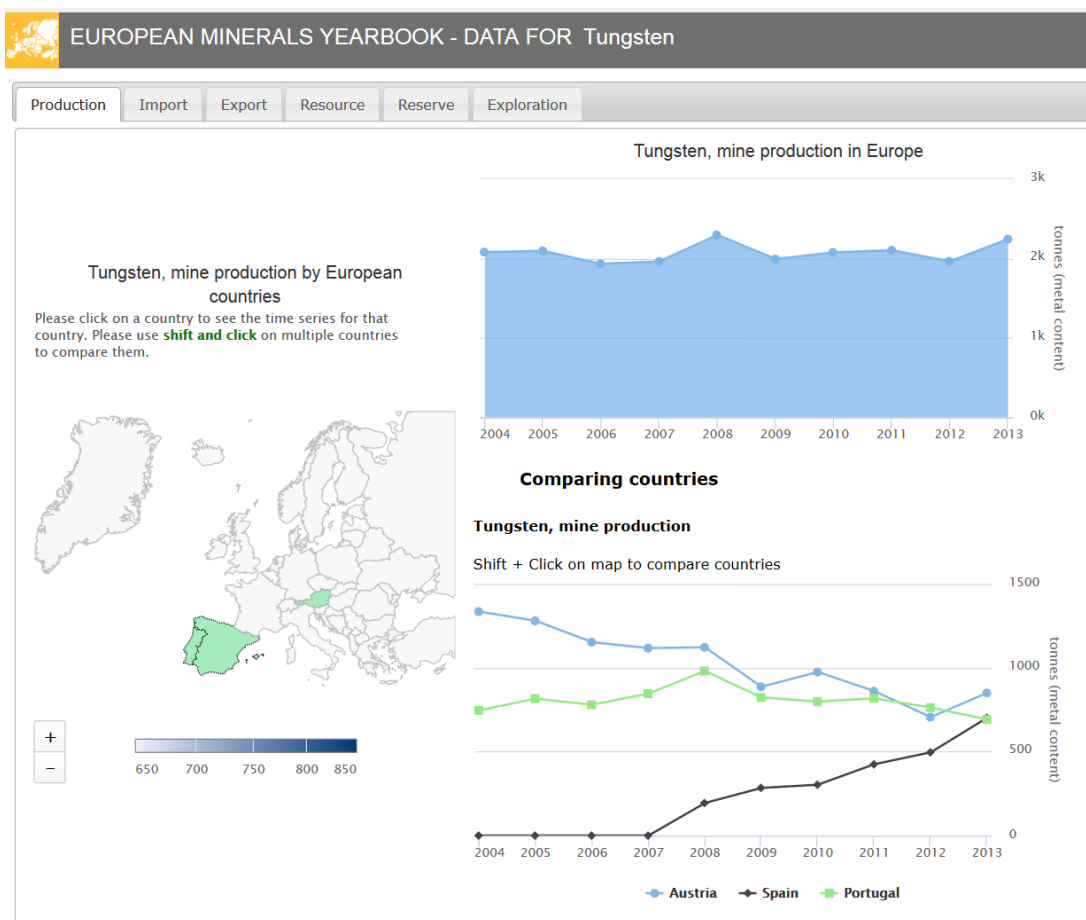 EUROPEAN MINERALS YEARBOOK - DATA FOR Tungsten
Production
Import
Export
Resource
Reserve
Exploration
Tungsten, mine production by European
countries
Please click on a country to see the time series for that
country. Please use shift and click on multiple countries
to compare them.
+
−
650 700 750 800 850
Tungsten, mine production in Europe
3k
2k
1k
0k
tonnes (metal content)
2004 2005 2006 2007 2008 2009 2010 2011 2012 2013
Comparing countries
Tungsten, mine production
Shift + Click on map to compare countries
1500
1000
500
0
tonnes (metal content)
2004 2005 2006 2007 2008 2009 2010 2011 2012 2013
Austria Spain Portugal